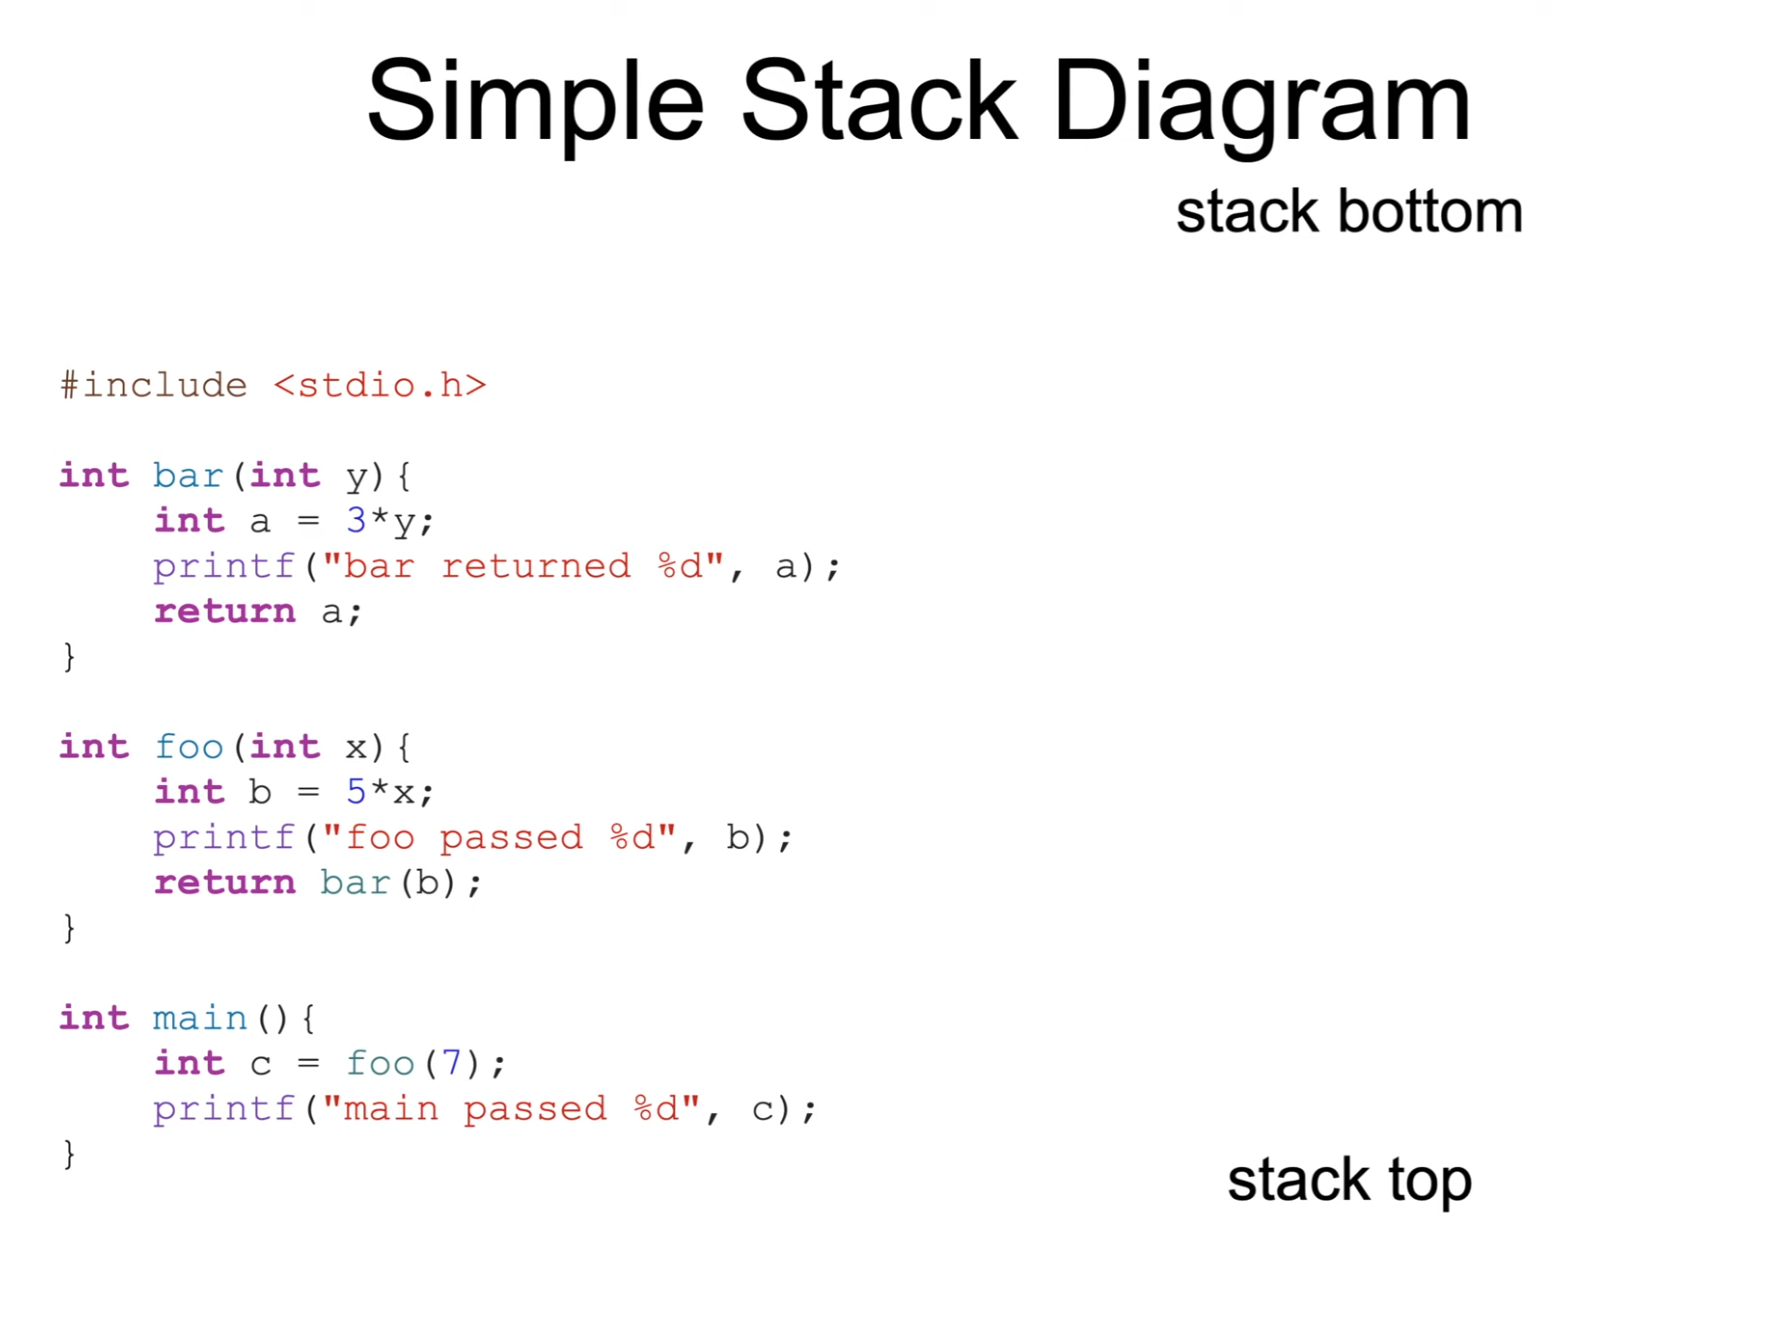 Simple Stack Diagram
stack bottom
#include <stdio.h>
int bar(int y){
    int a = 3*y;
    printf("bar returned %d", a);
    return a;
}
int foo(int x){
    int b = 5*x;
    printf("foo passed %d", b);
    return bar(b);
}
int main(){
    int c = foo(7);
    printf("main passed %d", c);
}
stack top